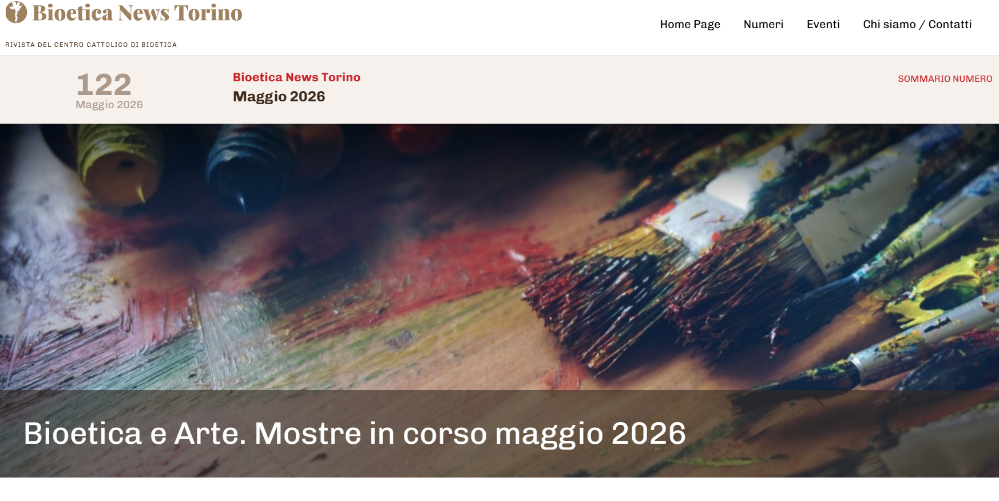 Bioetica News Torino
RIVISTA DEL CENTRO CATTOLICO DI BIOETICA
Home Page
Numeri
Eventi
Chi siamo / Contatti
122
Maggio 2026
Bioetica News Torino
Maggio 2026
SOMMARIO NUMERO
Bioetica e Arte. Mostre in corso maggio 2026